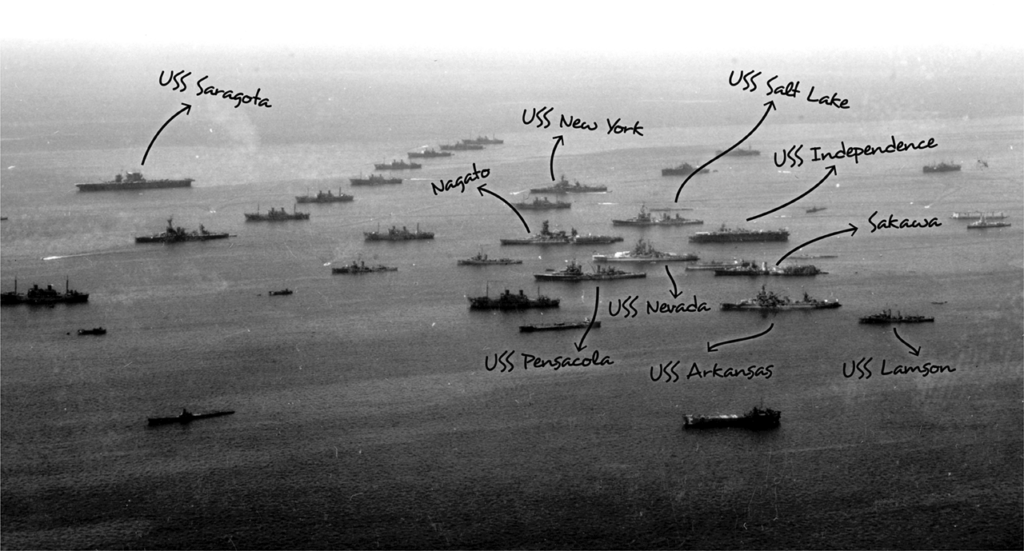 USS Saragota
USS Salt Lake
USS New York
USS Independence
Nagato
Sakawa
USS Nevada
USS Pensacola
USS Arkansas
USS Lamson